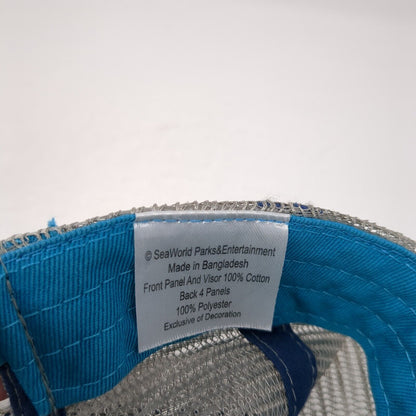 © SeaWorld Parks&Entertainment
Made in Bangladesh
Front Panel And Visor 100% Cotton
Back 4 Panels
100% Polyester
Exclusive of Decoration